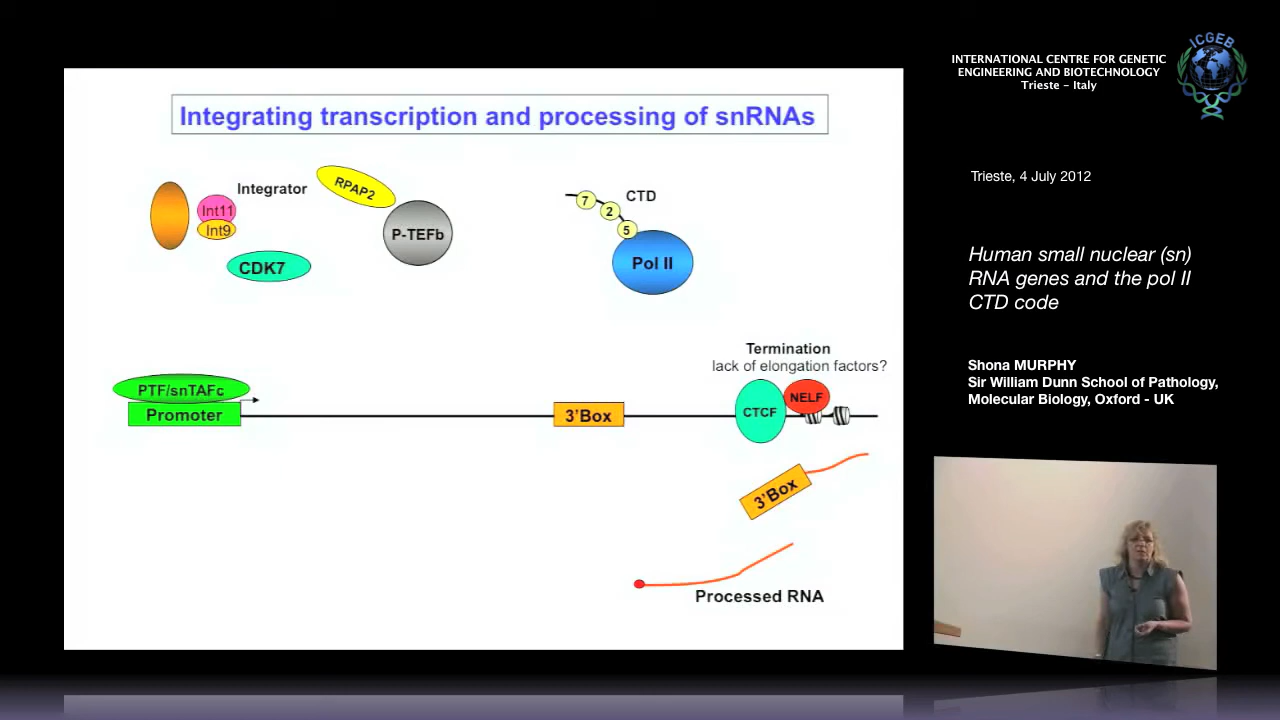 Integrating transcription and processing of snRNAs
Integrator
RPAP2
Int11
Int9
CDK7
P-TEFb
CTD
7
2
5
Pol II
Termination
lack of elongation factors?
PTF/snTAFc
Promoter
3'Box
CTCF
NELF
3'Box
Processed RNA
INTERNATIONAL CENTRE FOR GENETIC
ENGINEERING AND BIOTECHNOLOGY
Trieste - Italy
ICGEB
Trieste, 4 July 2012
Human small nuclear (sn)
RNA genes and the pol II
CTD code
Shona MURPHY
Sir William Dunn School of Pathology,
Molecular Biology, Oxford - UK